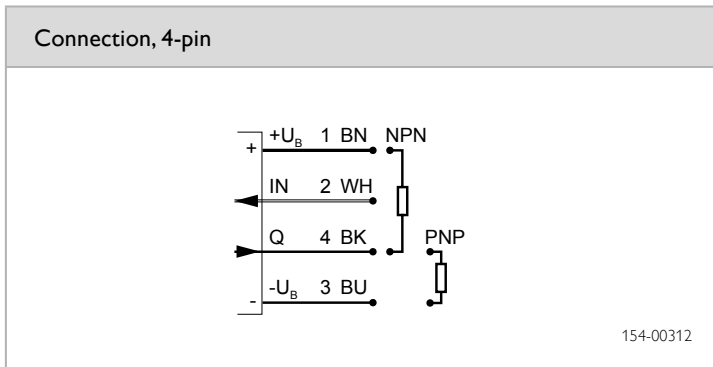 Connection, 4-pin
+U_B 1 BN NPN
+
IN 2 WH
Q 4 BK PNP
-U_B 3 BU
-
154-00312